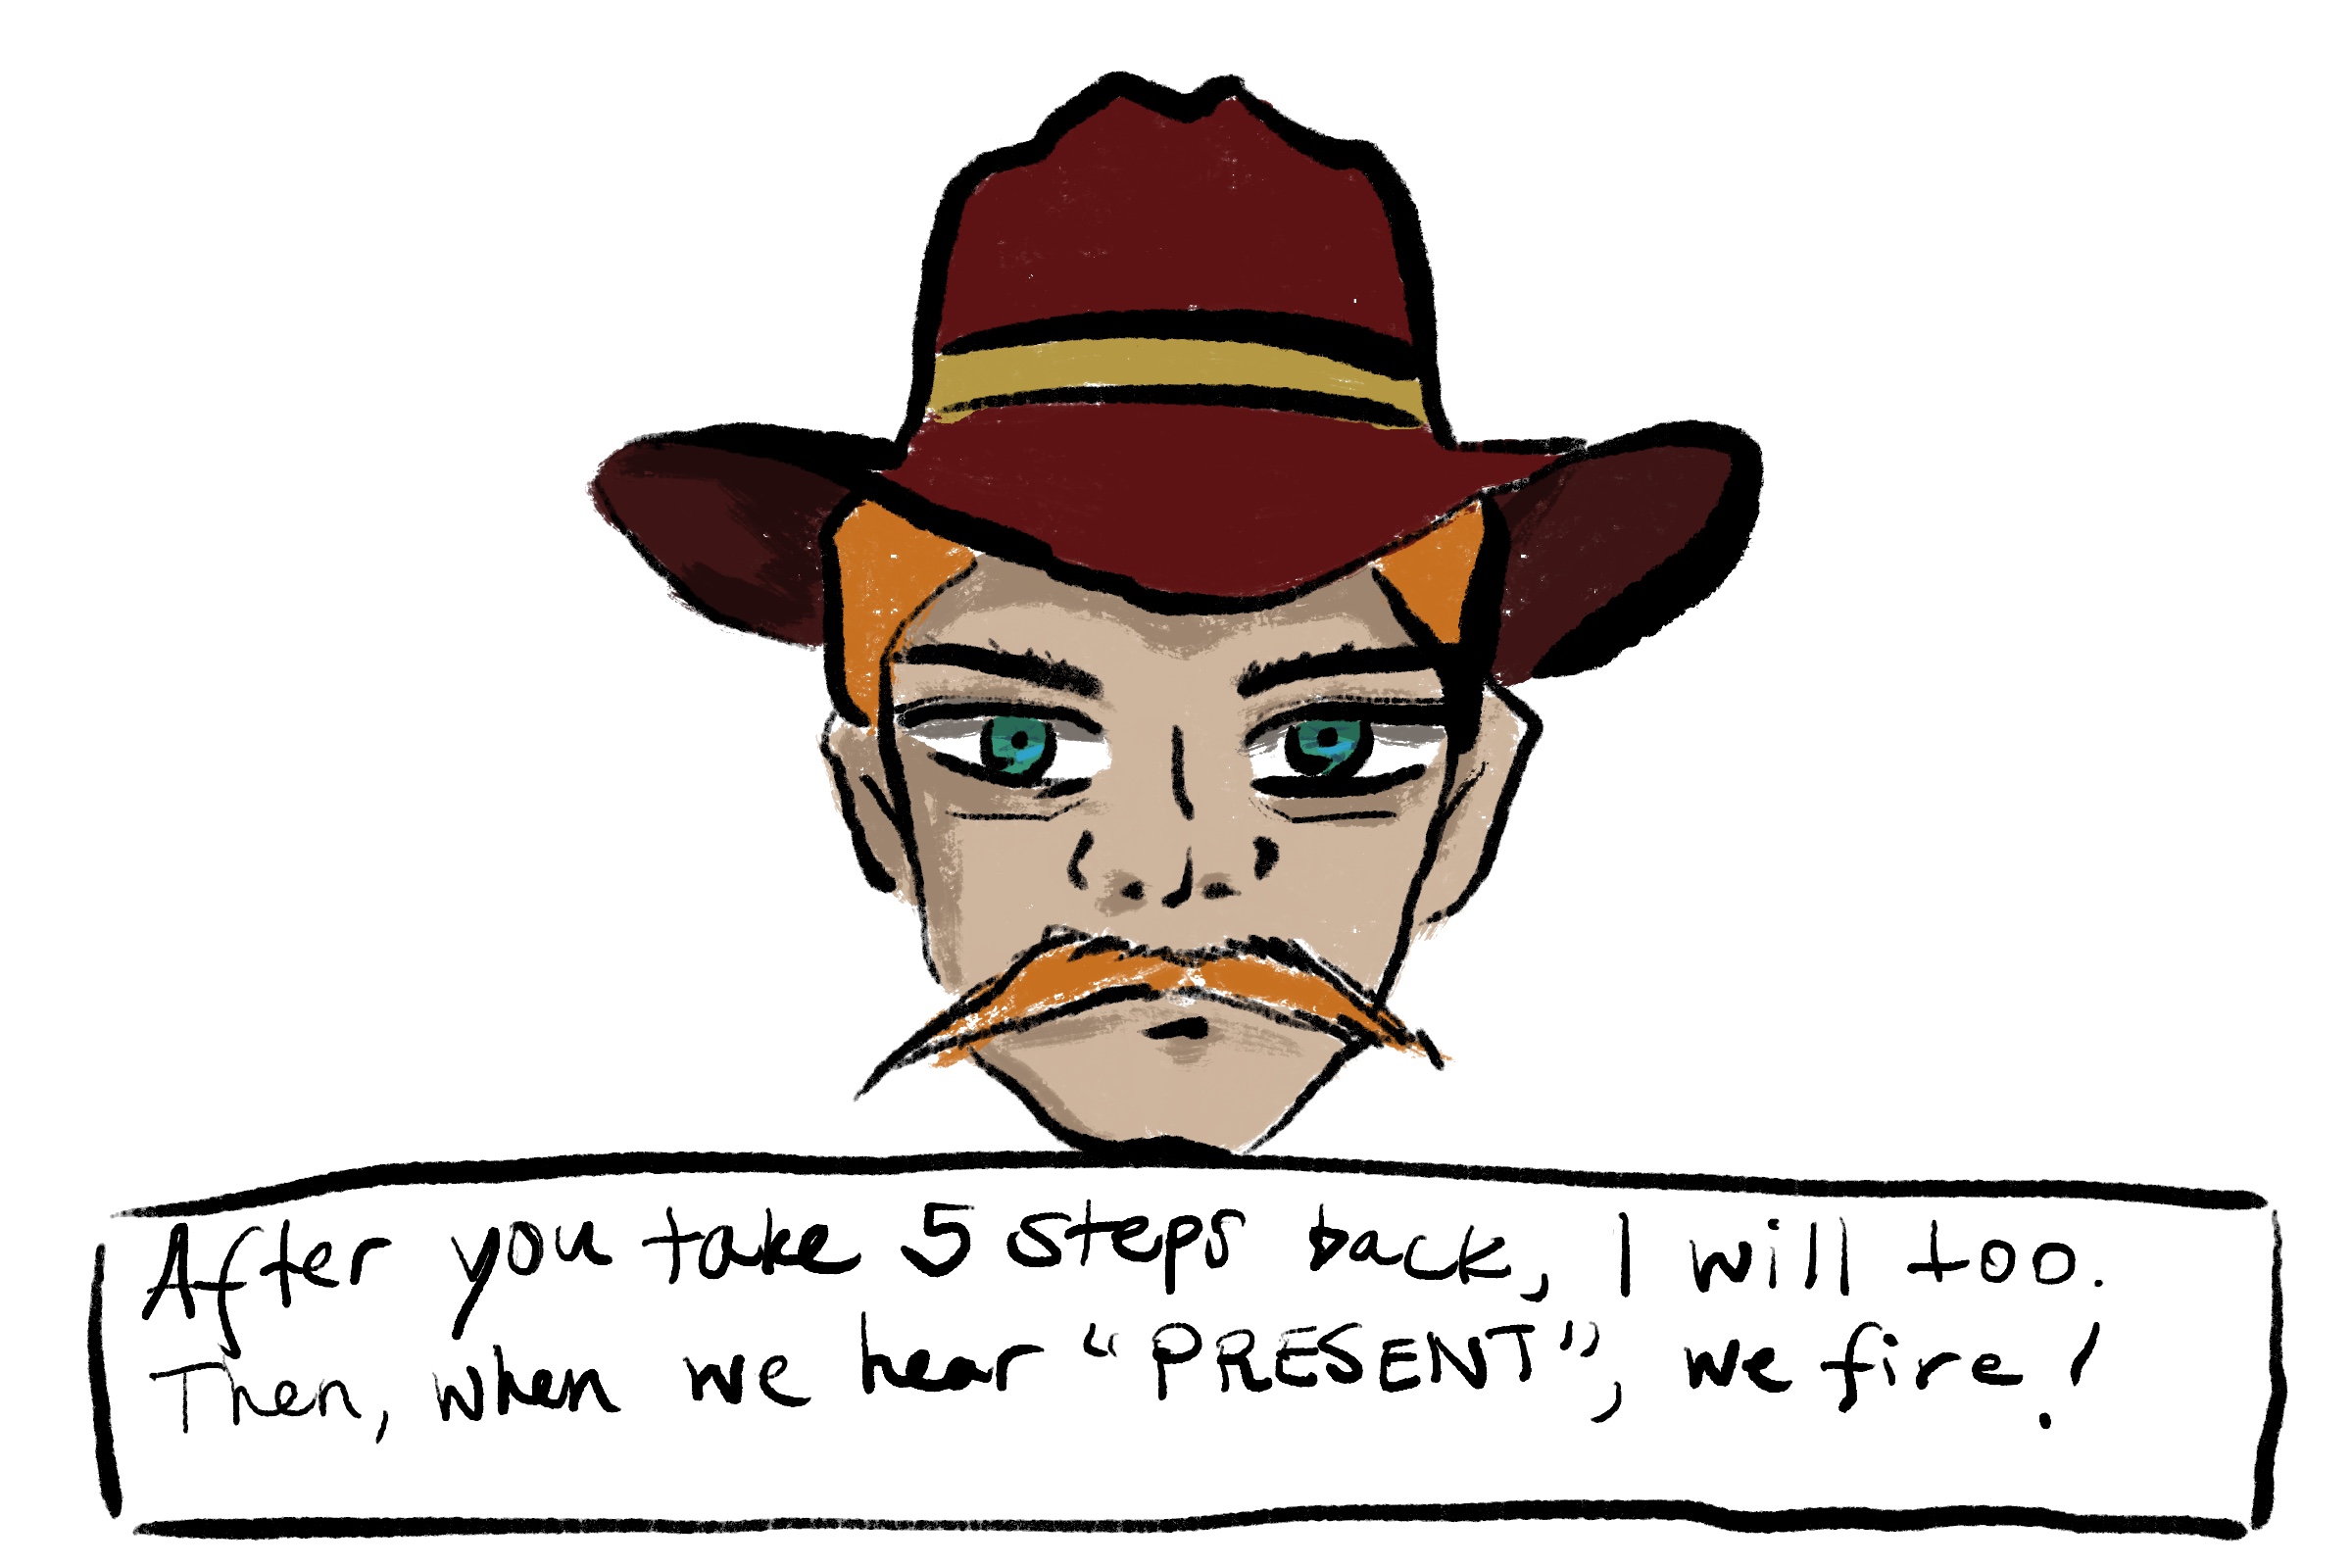 After you take 5 steps back, I will too.
Then, when we hear “PRESENT”, we fire!